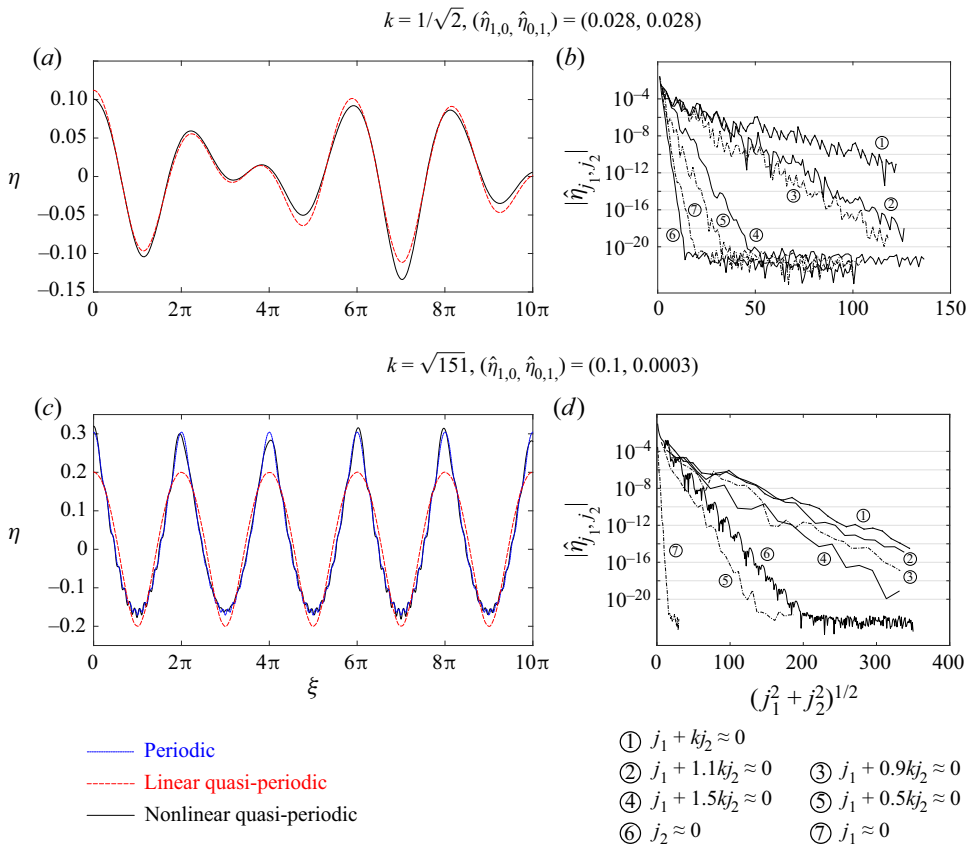 k = 1/√2, (η̂1,0, η̂0,1,) = (0.028, 0.028)
(a)
0.10
0.05
0
−0.05
−0.10
−0.15
η
0
2π
4π
6π
8π
10π
(b)
10−4
10−8
10−12
10−16
10−20
|η̂j1, j2|
0
50
100
150
①
②
③
④
⑤
⑥
⑦
k = √151, (η̂1,0, η̂0,1,) = (0.1, 0.0003)
(c)
0.3
0.2
0.1
0
−0.1
−0.2
η
0
2π
4π
6π
8π
10π
ξ
(d)
10−4
10−8
10−12
10−16
10−20
|η̂j1, j2|
0
100
200
300
400
①
②
③
④
⑤
⑥
⑦
(j1² + j2²)1/2
Periodic
Linear quasi-periodic
Nonlinear quasi-periodic
① j1 + kj2 ≈ 0
② j1 + 1.1kj2 ≈ 0 ③ j1 + 0.9kj2 ≈ 0
④ j1 + 1.5kj2 ≈ 0 ⑤ j1 + 0.5kj2 ≈ 0
⑥ j2 ≈ 0 ⑦ j1 ≈ 0